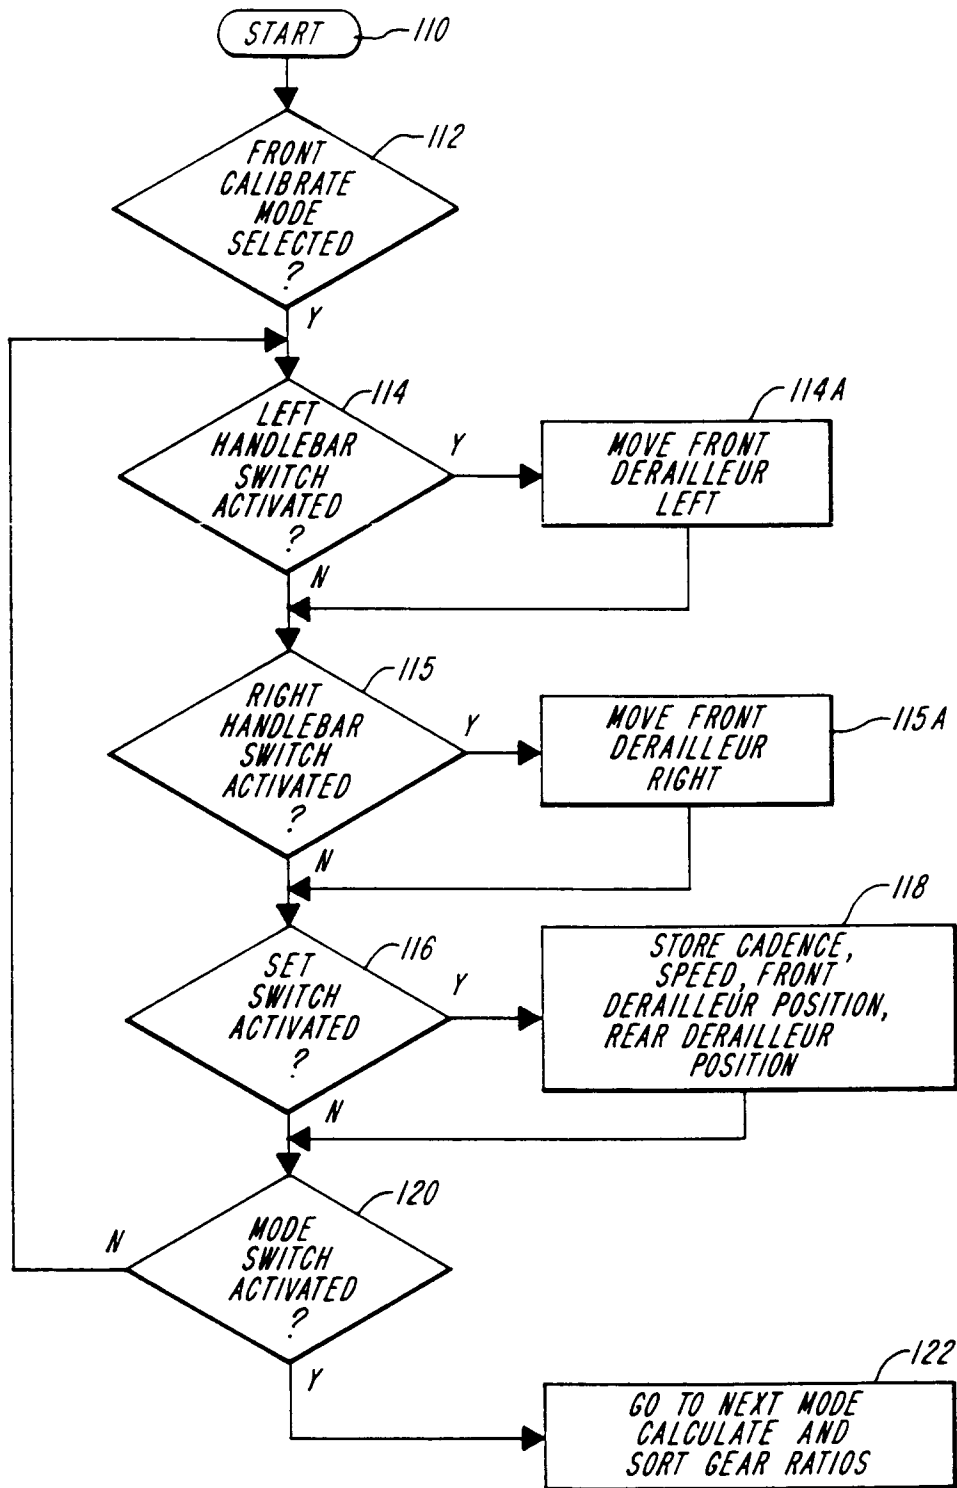 START
110
112
FRONT
CALIBRATE
MODE
SELECTED
?
Y
114
LEFT
HANDLEBAR
SWITCH
ACTIVATED
?
Y
114A
MOVE FRONT
DERAILLEUR
LEFT
N
115
RIGHT
HANDLEBAR
SWITCH
ACTIVATED
?
Y
115A
MOVE FRONT
DERAILLEUR
RIGHT
N
116
SET
SWITCH
ACTIVATED
?
Y
118
STORE CADENCE,
SPEED, FRONT
DERAILLEUR POSITION,
REAR DERAILLEUR
POSITION
N
120
MODE
SWITCH
ACTIVATED
?
N
Y
122
GO TO NEXT MODE
CALCULATE AND
SORT GEAR RATIOS